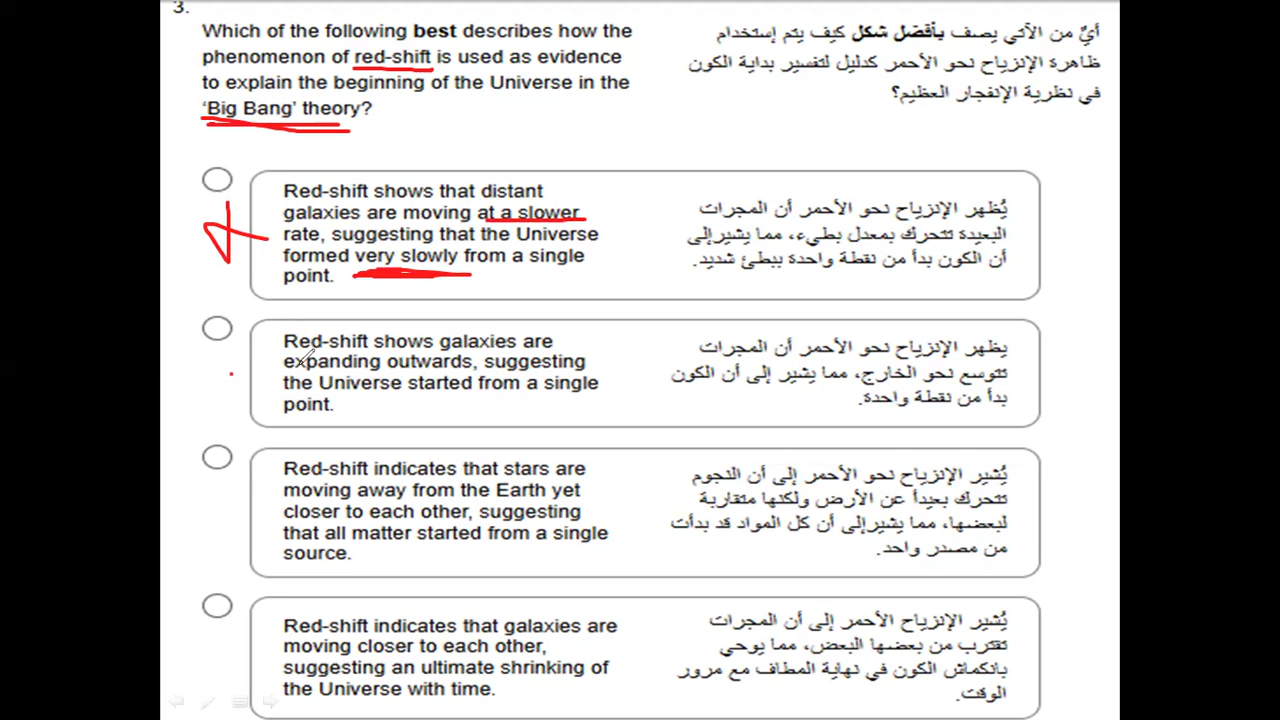 3.
Which of the following best describes how the
phenomenon of red-shift is used as evidence
to explain the beginning of the Universe in the
‘Big Bang’ theory?
أيٌّ من الآتي يصف بأفضل شكل كيف يتم إستخدام
ظاهرة الإنزياح نحو الأحمر كدليل لتفسير بداية الكون
في نظرية الإنفجار العظيم؟
Red-shift shows that distant
galaxies are moving at a slower
rate, suggesting that the Universe
formed very slowly from a single
point.
يُظهر الإنزياح نحو الأحمر أن المجرات
البعيدة تتحرك بمعدل بطيء، مما يشيرإلى
أن الكون بدأ من نقطة واحدة ببطئ شديد.
Red-shift shows galaxies are
expanding outwards, suggesting
the Universe started from a single
point.
يظهر الإنزياح نحو الأحمر أن المجرات
تتوسع نحو الخارج، مما يشير إلى أن الكون
بدأ من نقطة واحدة.
Red-shift indicates that stars are
moving away from the Earth yet
closer to each other, suggesting
that all matter started from a single
source.
يُشير الإنزياح نحو الأحمر إلى أن النجوم
تتحرك بعيدأ عن الأرض ولكنها متقاربة
لبعضها، مما يشيرإلى أن كل المواد قد بدأت
من مصدر واحد.
Red-shift indicates that galaxies are
moving closer to each other,
suggesting an ultimate shrinking of
the Universe with time.
يُشير الإنزياح نحو الأحمر إلى أن المجرات
تقترب من بعضها البعض، مما يوحي
بانكماش الكون في نهاية المطاف مع مرور
الوقت.